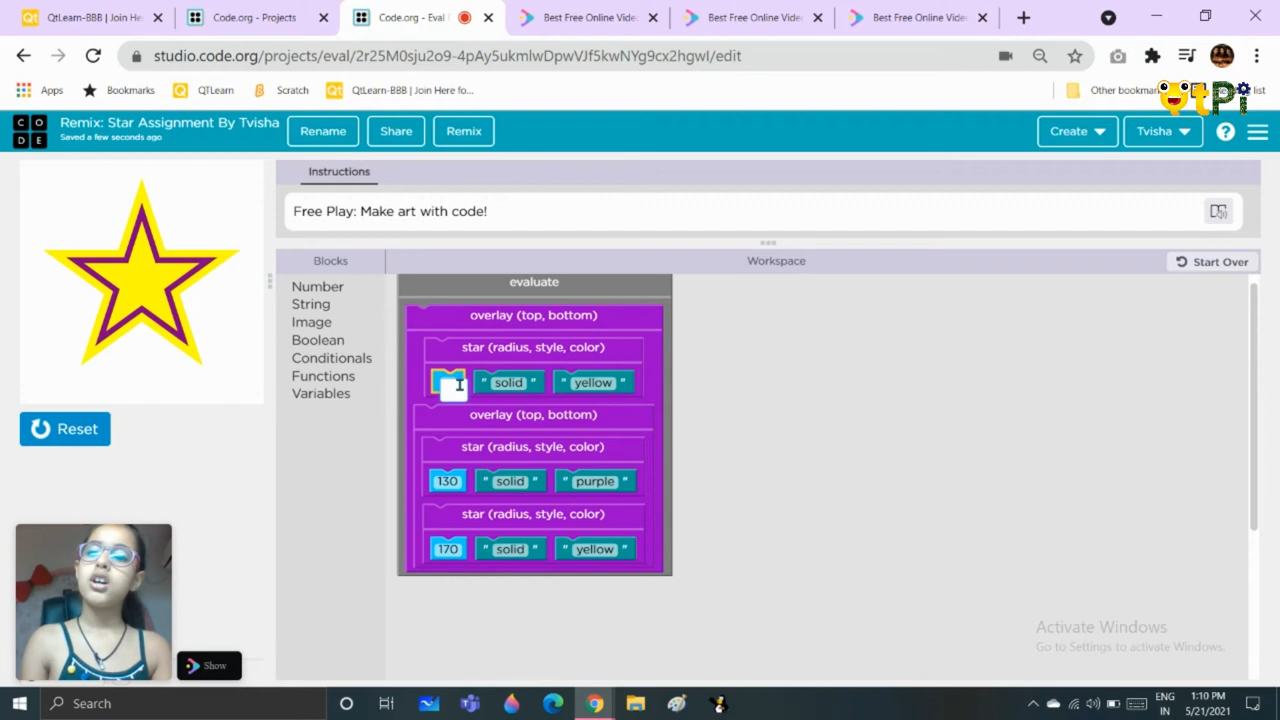 QtLearn-BBB | Join Her
Code.org - Projects
Code.org - Eval
Best Free Online Vide
Best Free Online Vide
Best Free Online Vide
studio.code.org/projects/eval/2r25M0sju2o9-4pAy5ukmlwDpwVJf5kwNYg9cx2hgwI/edit
Apps
Bookmarks
QTLearn
Scratch
QtLearn-BBB | Join Here fo...
Other bookmar
list
QtPi
CODE
Remix: Star Assignment By Tvisha
Saved a few seconds ago
Rename
Share
Remix
Create
Tvisha
?
Instructions
Free Play: Make art with code!
Blocks
Workspace
Start Over
Number
String
Image
Boolean
Conditionals
Functions
Variables
evaluate
overlay (top, bottom)
star (radius, style, color)
" solid " " yellow "
overlay (top, bottom)
star (radius, style, color)
130 " solid " " purple "
star (radius, style, color)
170 " solid " " yellow "
Reset
Show
Activate Windows
Go to Settings to activate Windows.
Search
ENG
IN
1:10 PM
5/21/2021